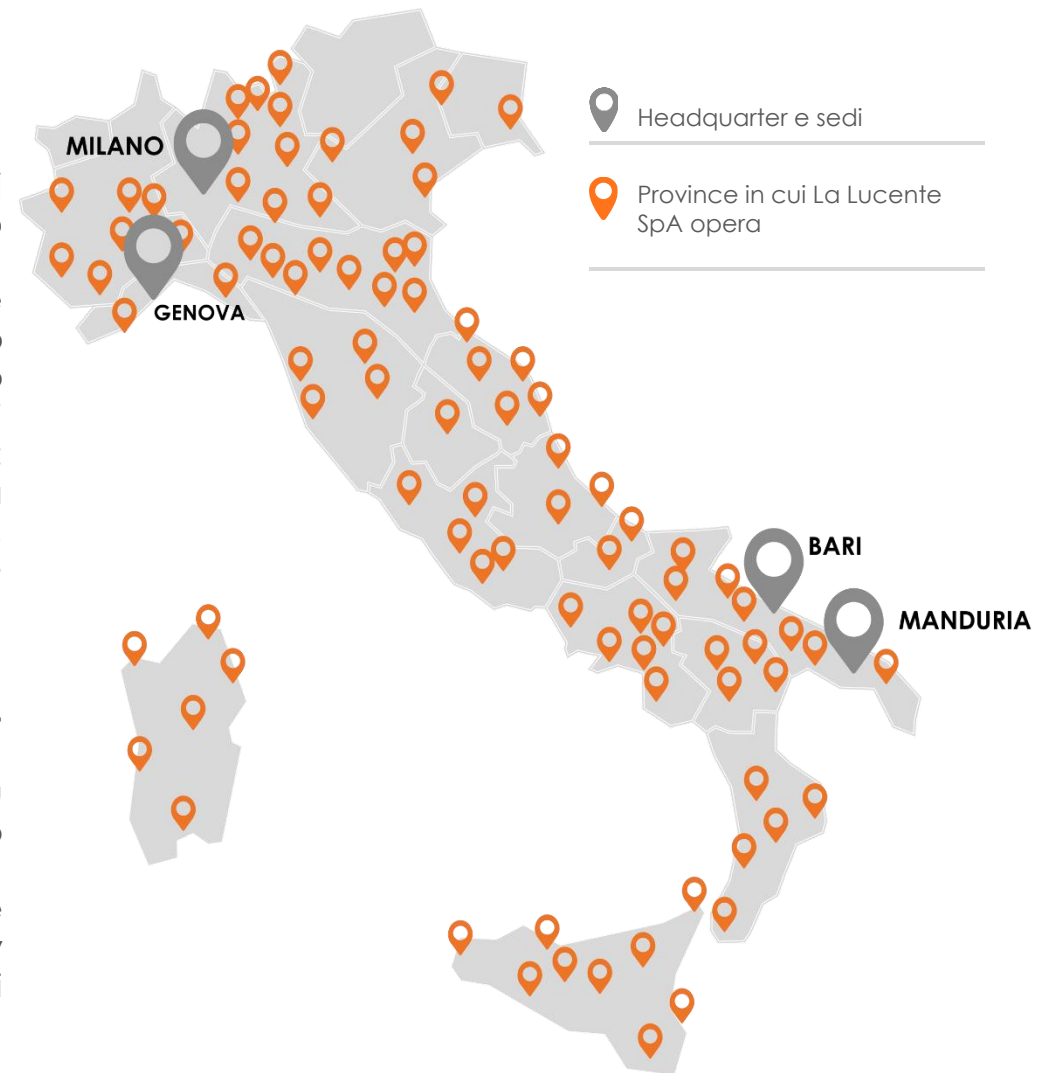 Headquarter e sedi
MILANO
Province in cui La Lucente
SpA opera
GENOVA
BARI
MANDURIA